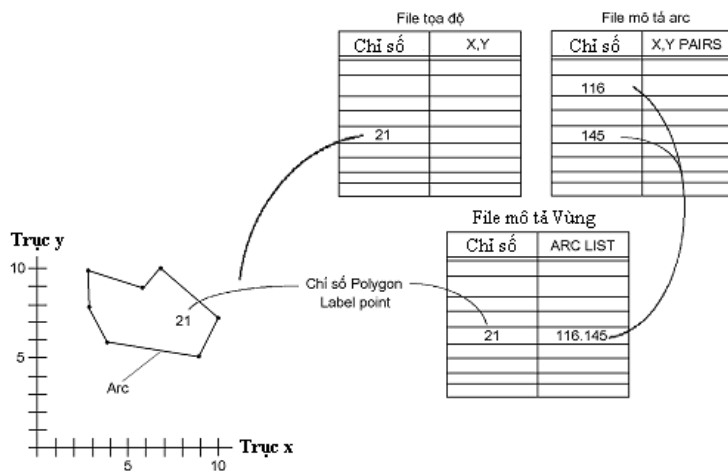 File tọa độ
Chỉ số X,Y
21
File mô tả arc
Chỉ số X,Y PAIRS
116
145
File mô tả Vùng
Chỉ số ARC LIST
21 116.145
Chỉ số Polygon
Label point
Trục y
10
5
21
Arc
5 10
Trục x